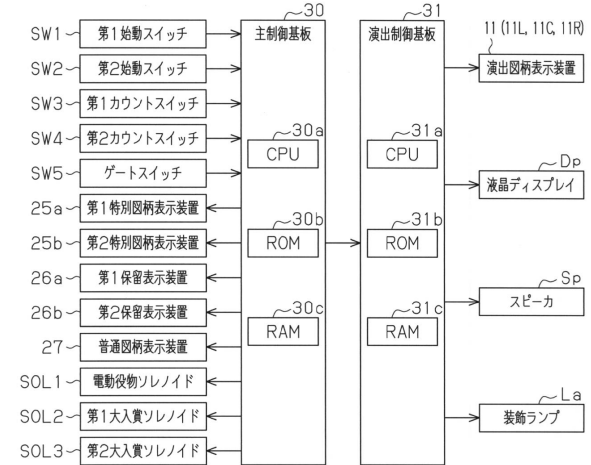 30
31
主制御基板
演出制御基板
11 (11L, 11C, 11R)
SW1 第1始動スイッチ
演出図柄表示装置
SW2 第2始動スイッチ
SW3 第1カウントスイッチ
SW4 第2カウントスイッチ
30a
CPU
31a
CPU
SW5 ゲートスイッチ
Dp
液晶ディスプレイ
25a 第1特別図柄表示装置
25b 第2特別図柄表示装置
30b
ROM
31b
ROM
26a 第1保留表示装置
Sp
スピーカ
26b 第2保留表示装置
30c
RAM
31c
RAM
27 普通図柄表示装置
SOL1 電動役物ソレノイド
La
装飾ランプ
SOL2 第1大入賞ソレノイド
SOL3 第2大入賞ソレノイド